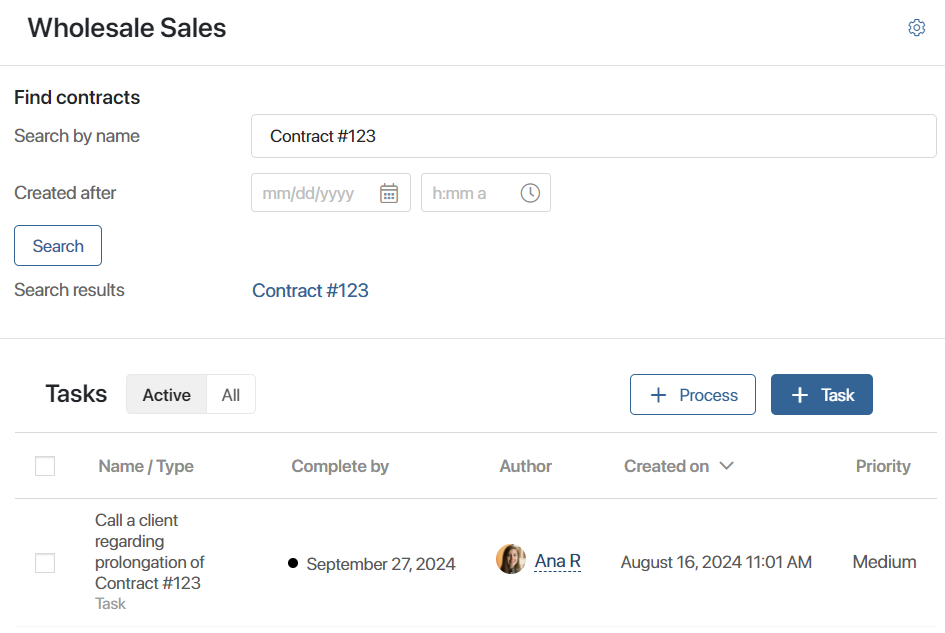 Wholesale Sales
Find contracts
Search by name
Contract #123
Created after
mm/dd/yyyy
h:mm a
Search
Search results
Contract #123
Tasks
Active
All
Process
Task
Name / Type
Complete by
Author
Created on
Priority
Call a client
regarding
prolongation of
Contract #123
Task
September 27, 2024
Ana R
August 16, 2024 11:01 AM
Medium